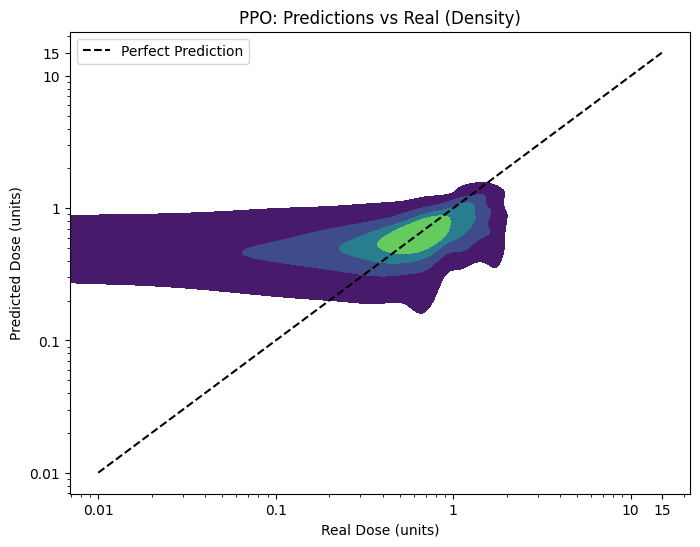 PPO: Predictions vs Real (Density)
Perfect Prediction
Predicted Dose (units)
15
10
1
0.1
0.01
0.01
0.1
1
10
15
Real Dose (units)